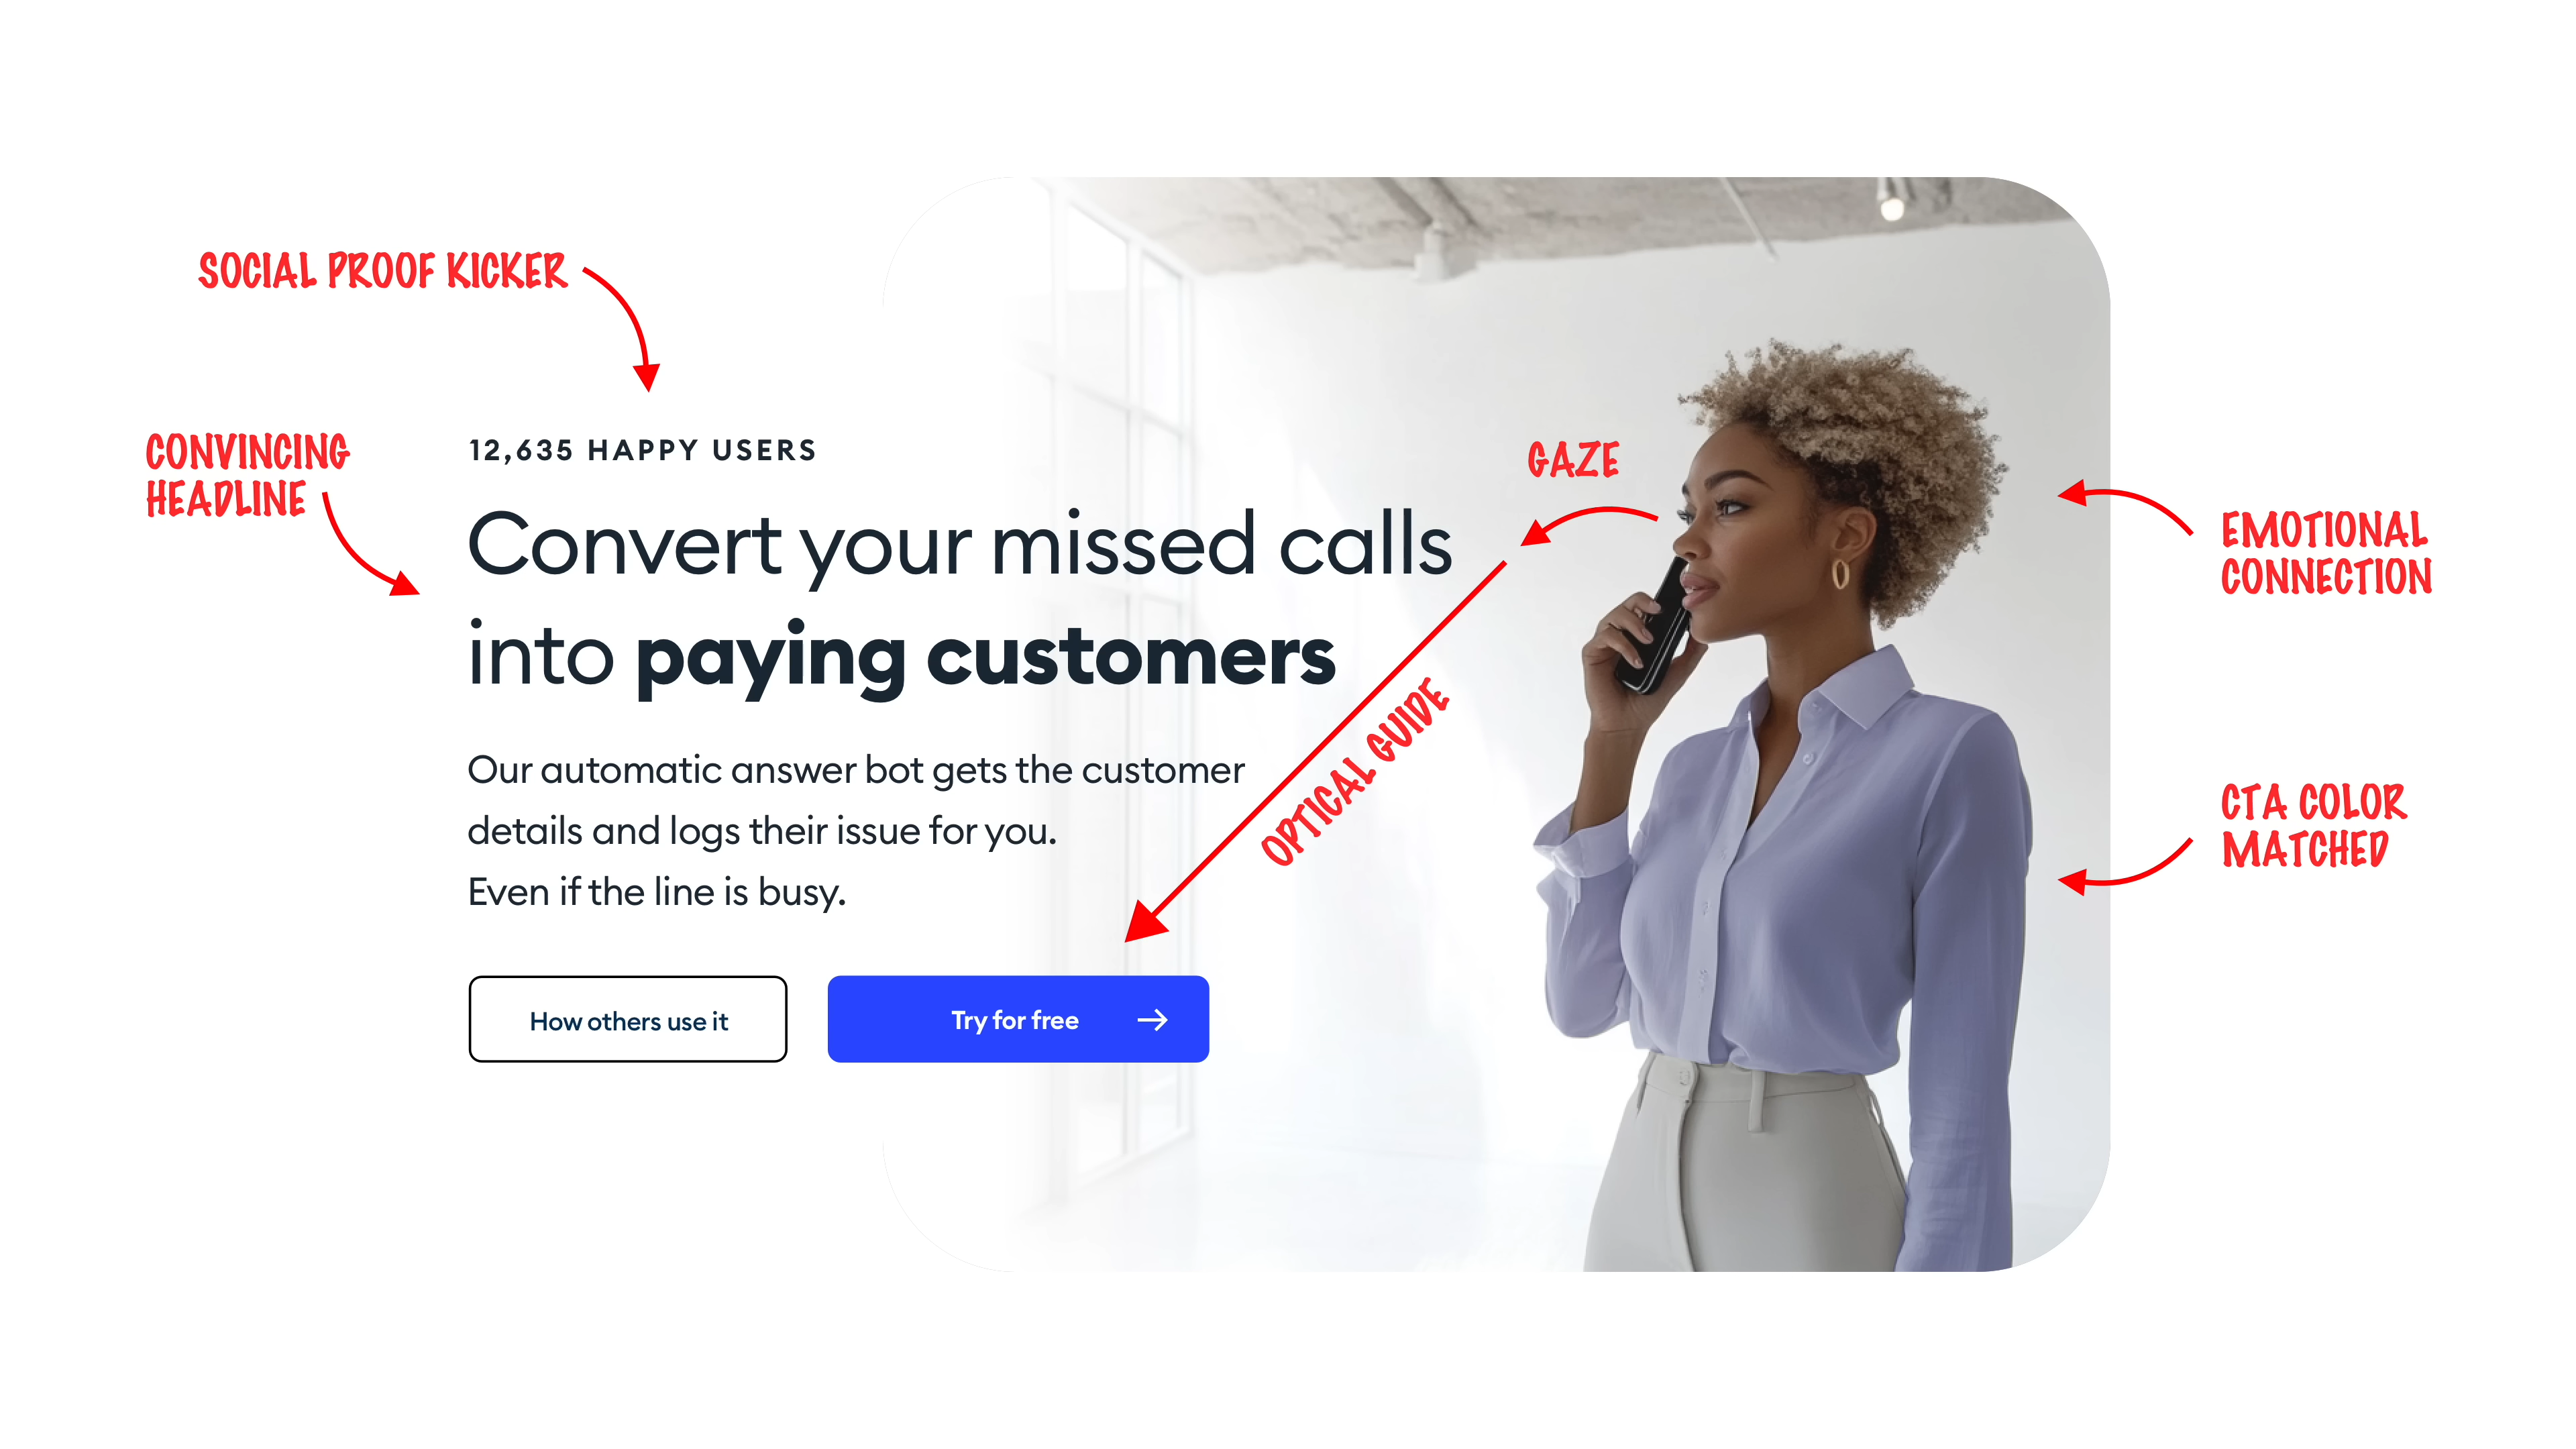 SOCIAL PROOF KICKER
CONVINCING
HEADLINE
12,635 HAPPY USERS
Convert your missed calls
into paying customers
Our automatic answer bot gets the customer
details and logs their issue for you.
Even if the line is busy.
How others use it
Try for free
GAZE
OPTICAL GUIDE
EMOTIONAL
CONNECTION
CTA COLOR
MATCHED